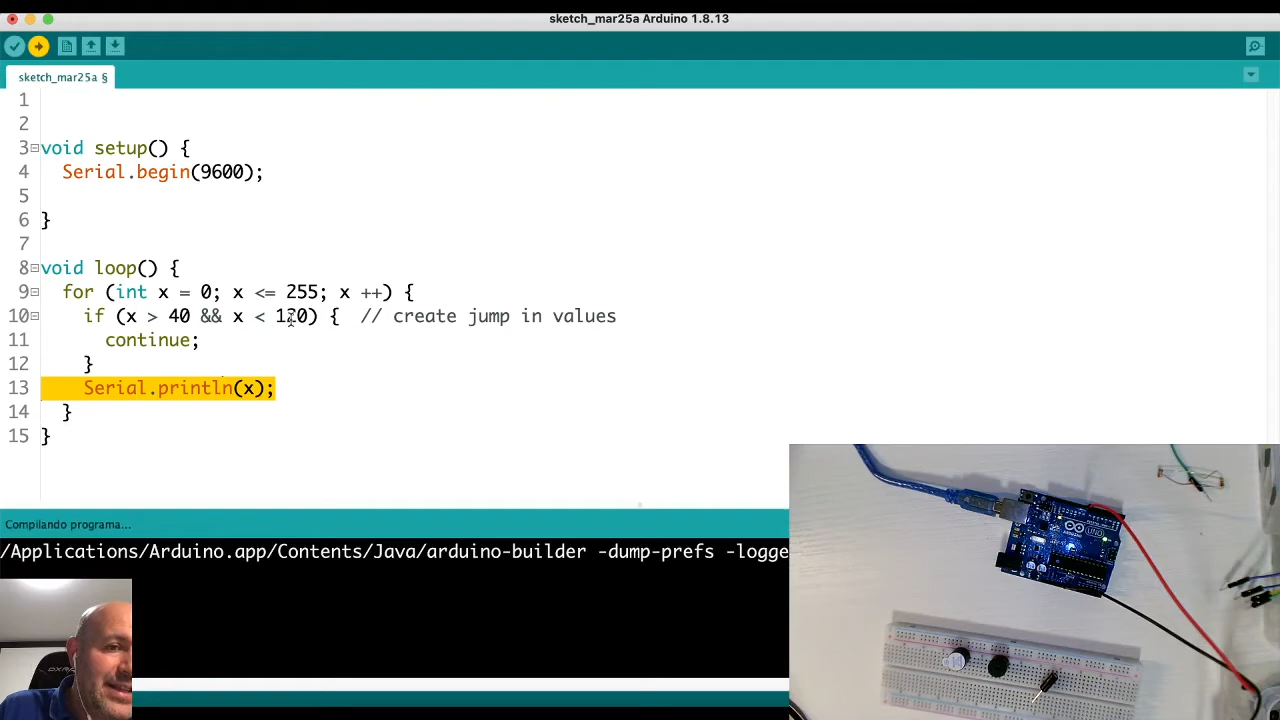 sketch_mar25a Arduino 1.8.13
sketch_mar25a §
1
2
3 void setup() {
4 Serial.begin(9600);
5
6 }
7
8 void loop() {
9 for (int x = 0; x <= 255; x ++) {
10 if (x > 40 && x < 120) { // create jump in values
11 continue;
12 }
13 Serial.println(x);
14 }
15 }
Compilando programa...
/Applications/Arduino.app/Contents/Java/arduino-builder -dump-prefs -logge